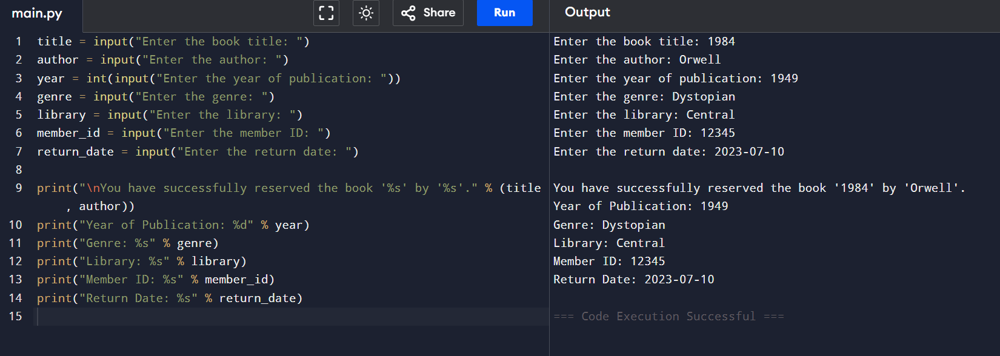 main.py
Share
Run
1 title = input("Enter the book title: ")
2 author = input("Enter the author: ")
3 year = int(input("Enter the year of publication: "))
4 genre = input("Enter the genre: ")
5 library = input("Enter the library: ")
6 member_id = input("Enter the member ID: ")
7 return_date = input("Enter the return date: ")
8
9 print("\nYou have successfully reserved the book '%s' by '%s'." % (title
, author))
10 print("Year of Publication: %d" % year)
11 print("Genre: %s" % genre)
12 print("Library: %s" % library)
13 print("Member ID: %s" % member_id)
14 print("Return Date: %s" % return_date)
15
Output
Enter the book title: 1984
Enter the author: Orwell
Enter the year of publication: 1949
Enter the genre: Dystopian
Enter the library: Central
Enter the member ID: 12345
Enter the return date: 2023-07-10

You have successfully reserved the book '1984' by 'Orwell'.
Year of Publication: 1949
Genre: Dystopian
Library: Central
Member ID: 12345
Return Date: 2023-07-10

=== Code Execution Successful ===